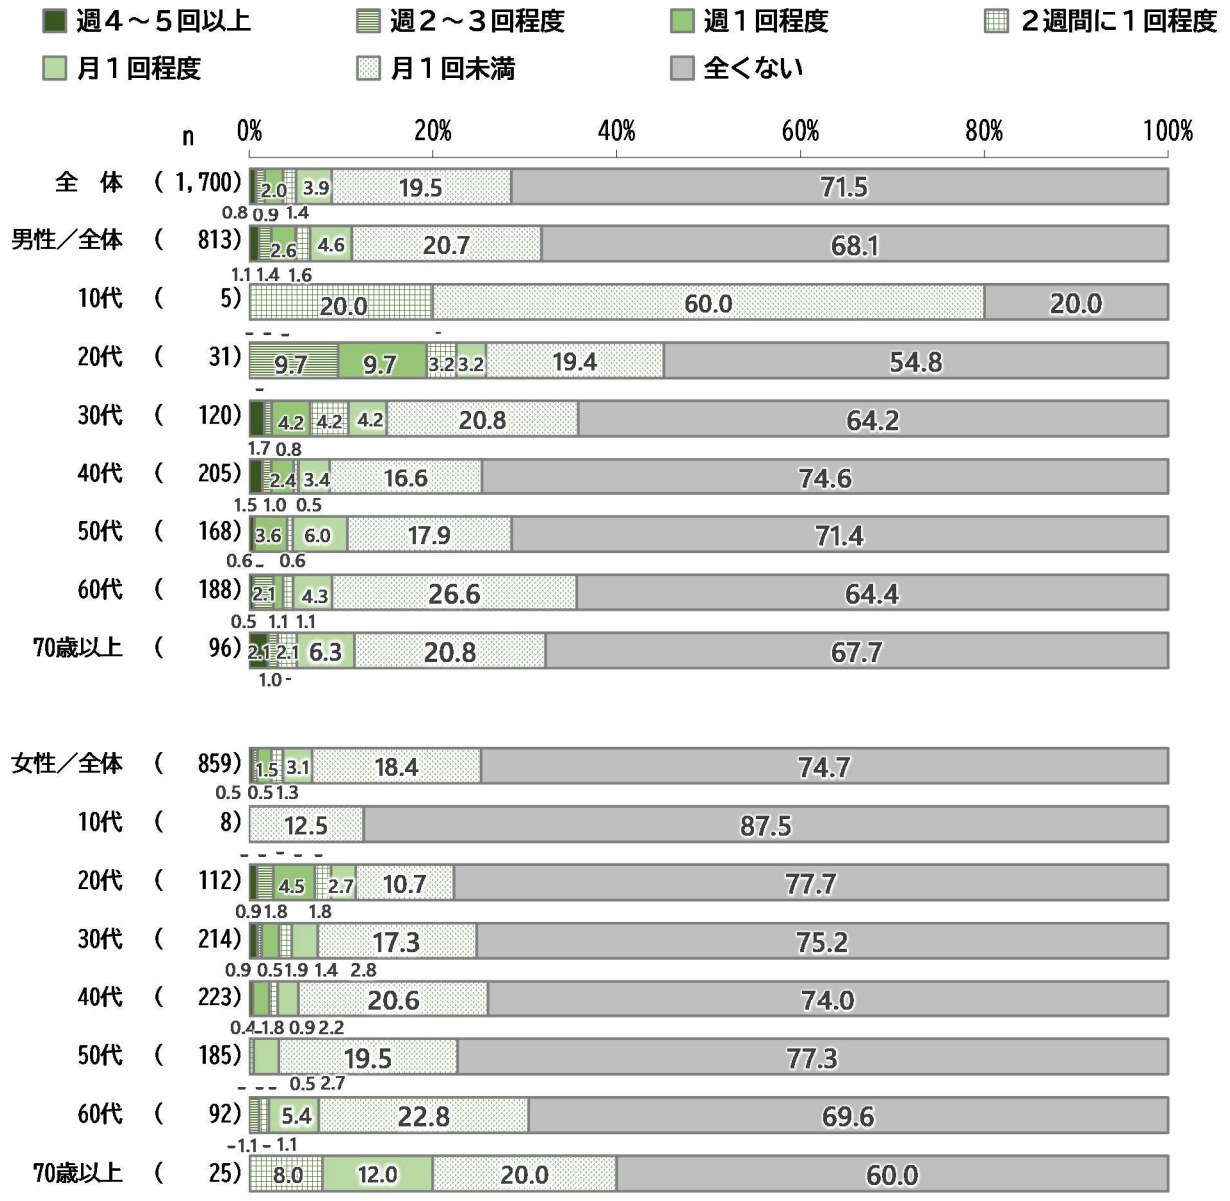 週４～５回以上 週２～３回程度 週１回程度 ２週間に１回程度
月１回程度 月１回未満 全くない
n 0% 20% 40% 60% 80% 100%
全　体 ( 1,700) 2.0 3.9 19.5 71.5
0.8 0.9 1.4
男性／全体 ( 813) 2.6 4.6 20.7 68.1
1.1 1.4 1.6
10代 ( 5) 20.0 60.0 20.0
- - - -
20代 ( 31) 9.7 9.7 3.2 3.2 19.4 54.8
-
30代 ( 120) 4.2 4.2 4.2 20.8 64.2
1.7 0.8
40代 ( 205) 2.4 3.4 16.6 74.6
1.5 1.0 0.5
50代 ( 168) 3.6 6.0 17.9 71.4
0.6 - 0.6
60代 ( 188) 2.1 4.3 26.6 64.4
0.5 1.1 1.1
70歳以上 ( 96) 2.1 2.1 6.3 20.8 67.7
1.0 -
女性／全体 ( 859) 1.5 3.1 18.4 74.7
0.5 0.5 1.3
10代 ( 8) 12.5 87.5
- - - - -
20代 ( 112) 4.5 2.7 10.7 77.7
0.9 1.8 1.8
30代 ( 214) 17.3 75.2
0.9 0.5 1.9 1.4 2.8
40代 ( 223) 20.6 74.0
0.4 - 1.8 0.9 2.2
50代 ( 185) 19.5 77.3
- - - 0.5 2.7
60代 ( 92) 5.4 22.8 69.6
- 1.1 - 1.1
70歳以上 ( 25) 8.0 12.0 20.0 60.0